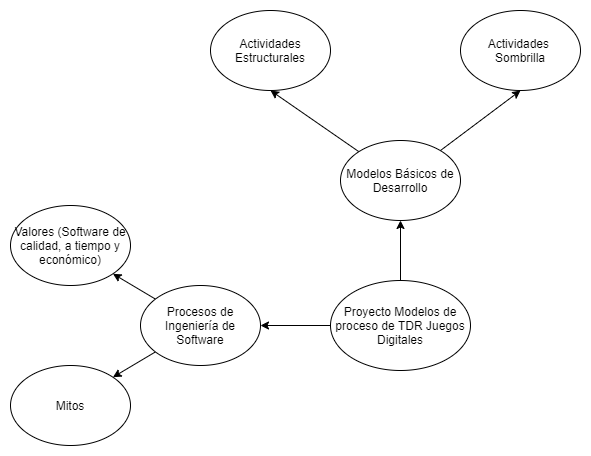 Actividades
Estructurales
Actividades
Sombrilla
Modelos Básicos de
Desarrollo
Valores (Software de
calidad, a tiempo y
económico)
Procesos de
Ingeniería de
Software
Proyecto Modelos de
proceso de TDR Juegos
Digitales
Mitos